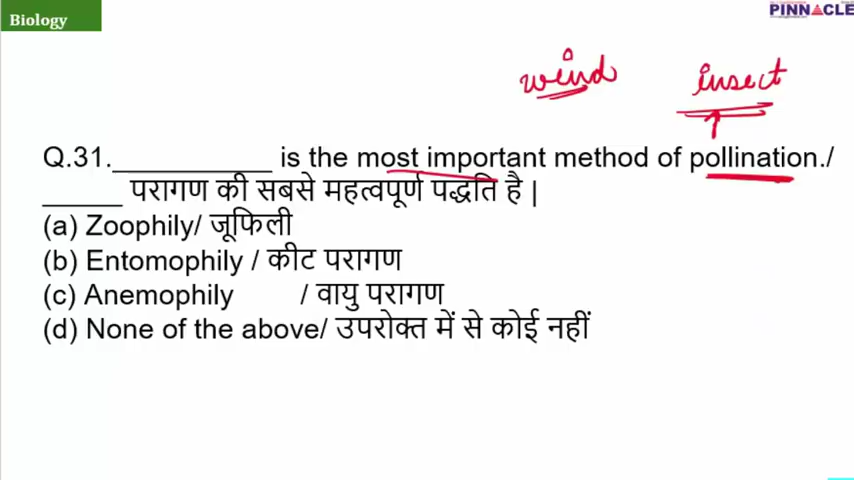 Biology
PINNACLE
wind insect
Q.31.__________ is the most important method of pollination./
_____ परागण की सबसे महत्वपूर्ण पद्धति है |
(a) Zoophily/ जूफिली
(b) Entomophily / कीट परागण
(c) Anemophily / वायु परागण
(d) None of the above/ उपरोक्त में से कोई नहीं